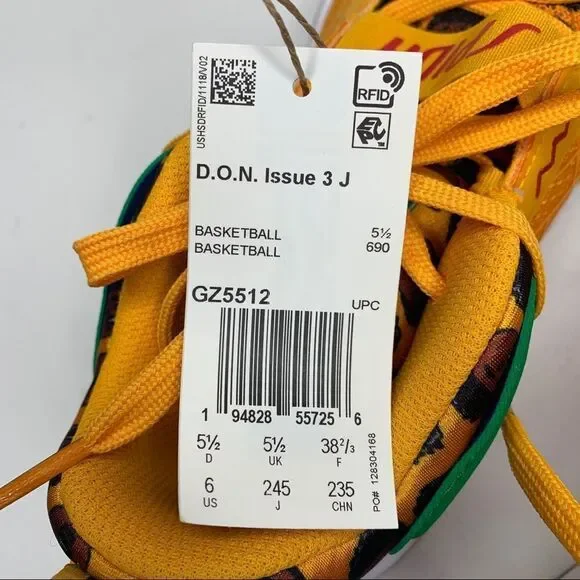 USHSDRFID/1118/V02
RFID
EPC
D.O.N. Issue 3 J
BASKETBALL 5½
BASKETBALL 690
GZ5512 UPC
1 94828 55725 6
5½ 5½ 38²/₃
D UK F
6 245 235
US J CHN
PO# 128304168